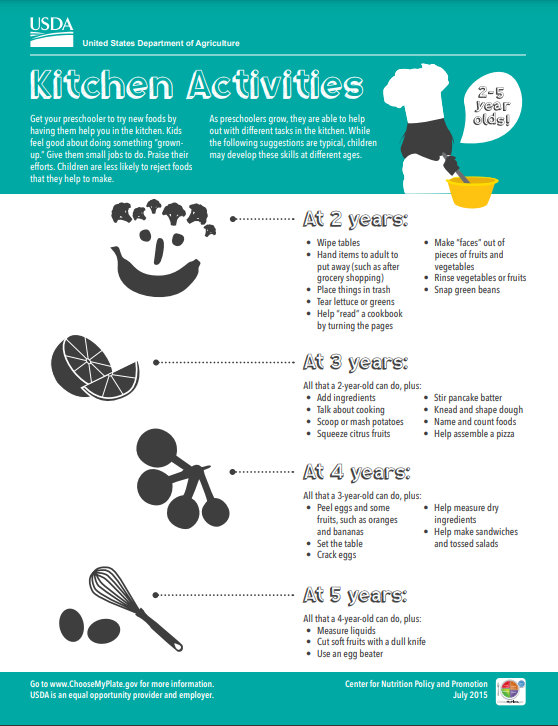 USDA
United States Department of Agriculture
Kitchen Activities
Get your preschooler to try new foods by
having them help you in the kitchen. Kids
feel good about doing something “grown-
up.” Give them small jobs to do. Praise their
efforts. Children are less likely to reject foods
that they help to make.
As preschoolers grow, they are able to help
out with different tasks in the kitchen. While
the following suggestions are typical, children
may develop these skills at different ages.
2-5
year
olds!
At 2 years:
• Wipe tables
• Hand items to adult to
put away (such as after
grocery shopping)
• Place things in trash
• Tear lettuce or greens
• Help “read” a cookbook
by turning the pages
• Make “faces” out of
pieces of fruits and
vegetables
• Rinse vegetables or fruits
• Snap green beans
At 3 years:
All that a 2-year-old can do, plus:
• Add ingredients
• Talk about cooking
• Scoop or mash potatoes
• Squeeze citrus fruits
• Stir pancake batter
• Knead and shape dough
• Name and count foods
• Help assemble a pizza
At 4 years:
All that a 3-year-old can do, plus:
• Peel eggs and some
fruits, such as oranges
and bananas
• Set the table
• Crack eggs
• Help measure dry
ingredients
• Help make sandwiches
and tossed salads
At 5 years:
All that a 4-year-old can do, plus:
• Measure liquids
• Cut soft fruits with a dull knife
• Use an egg beater
Go to www.ChooseMyPlate.gov for more information.
USDA is an equal opportunity provider and employer.
Center for Nutrition Policy and Promotion
July 2015